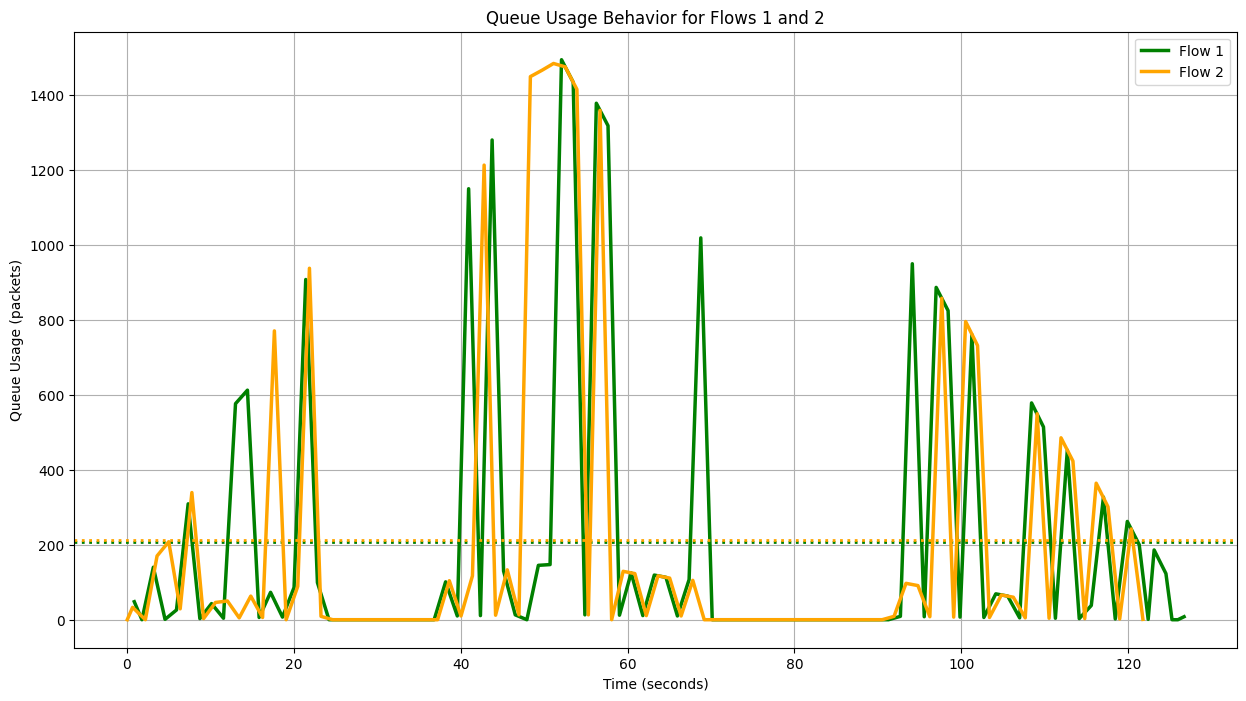 Queue Usage Behavior for Flows 1 and 2
Flow 1
Flow 2
Queue Usage (packets)
1400
1200
1000
800
600
400
200
0
0 20 40 60 80 100 120
Time (seconds)